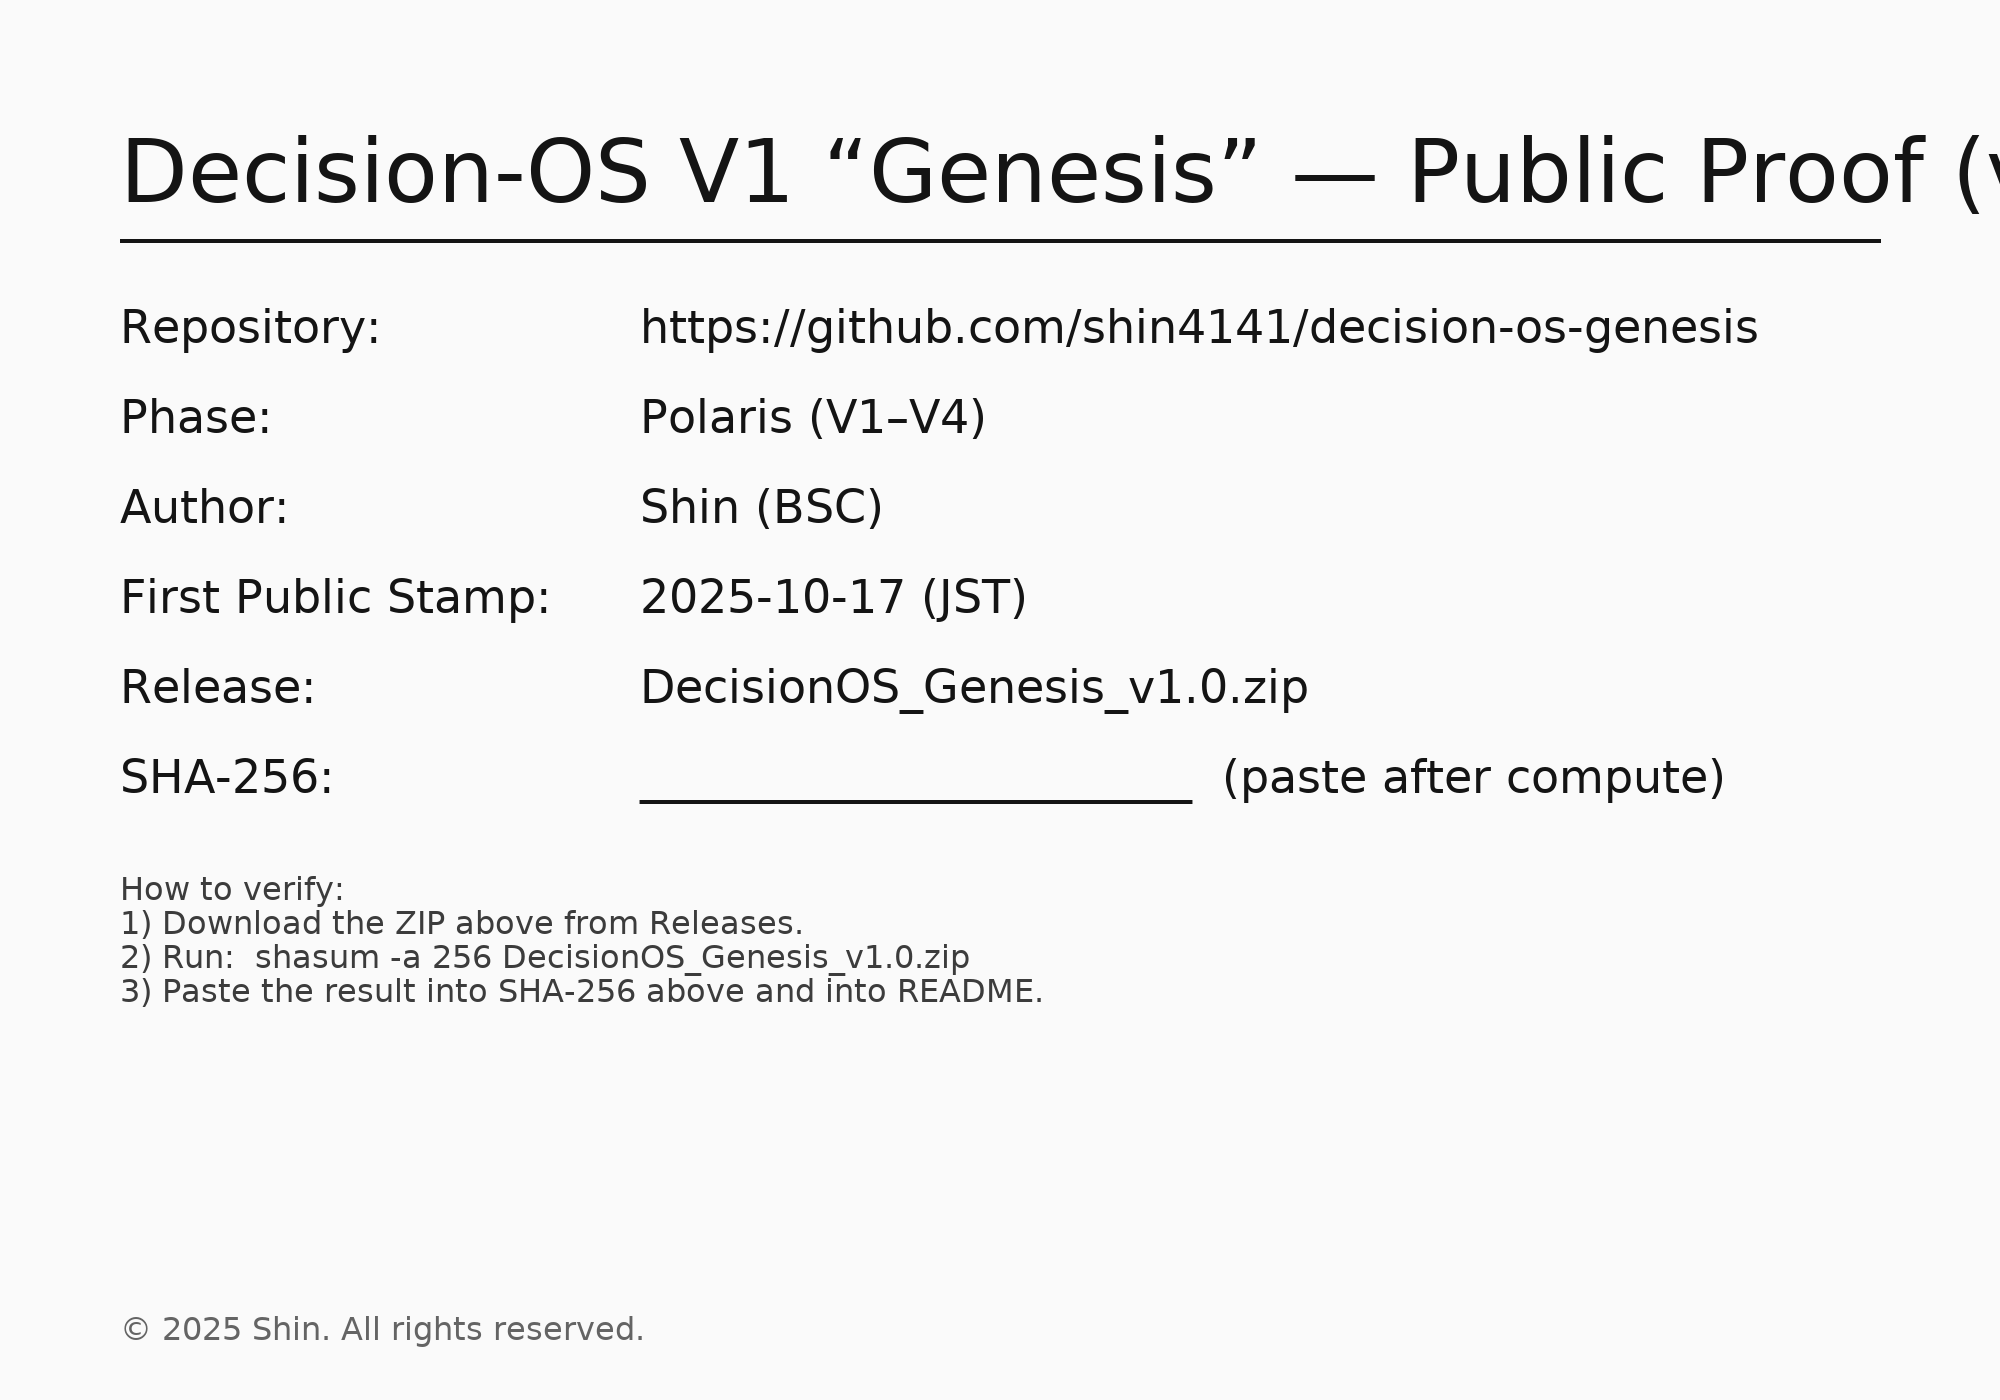 Decision-OS V1 “Genesis” — Public Proof (
Repository: https://github.com/shin4141/decision-os-genesis
Phase: Polaris (V1–V4)
Author: Shin (BSC)
First Public Stamp: 2025-10-17 (JST)
Release: DecisionOS_Genesis_v1.0.zip
SHA-256: ________________________ (paste after compute)
How to verify:
1) Download the ZIP above from Releases.
2) Run:  shasum -a 256 DecisionOS_Genesis_v1.0.zip
3) Paste the result into SHA-256 above and into README.
© 2025 Shin. All rights reserved.